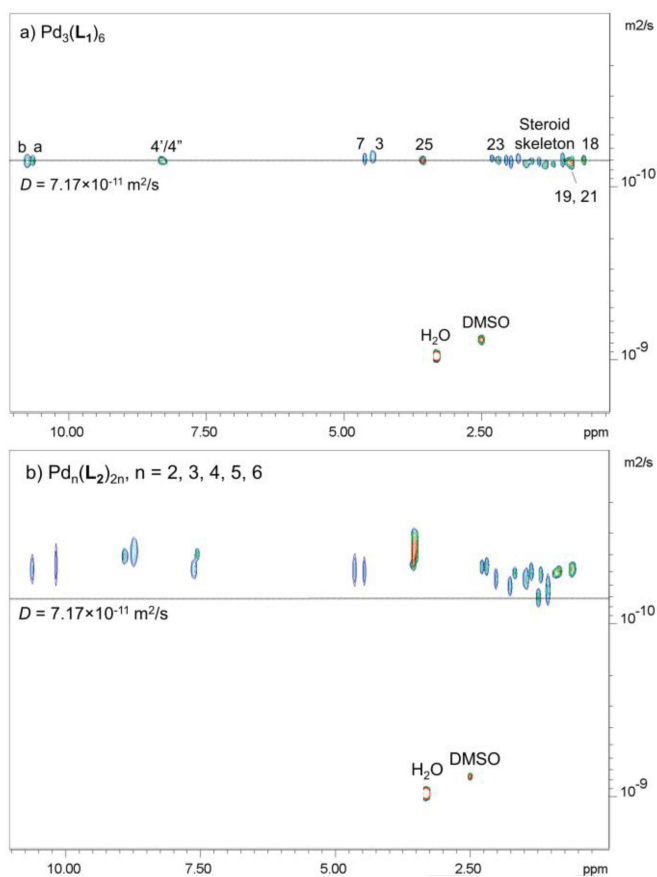 a) Pd₃(L₁)₆
m2/s
b a
4'/4"
7 3
25
23
Steroid
skeleton
18
D = 7.17×10⁻¹¹ m²/s
19, 21
10⁻¹⁰
H₂O
DMSO
10⁻⁹
10.00 7.50 5.00 2.50 ppm
b) Pdₙ(L₂)₂ₙ, n = 2, 3, 4, 5, 6
m2/s
D = 7.17×10⁻¹¹ m²/s
10⁻¹⁰
H₂O
DMSO
10⁻⁹
10.00 7.50 5.00 2.50 ppm